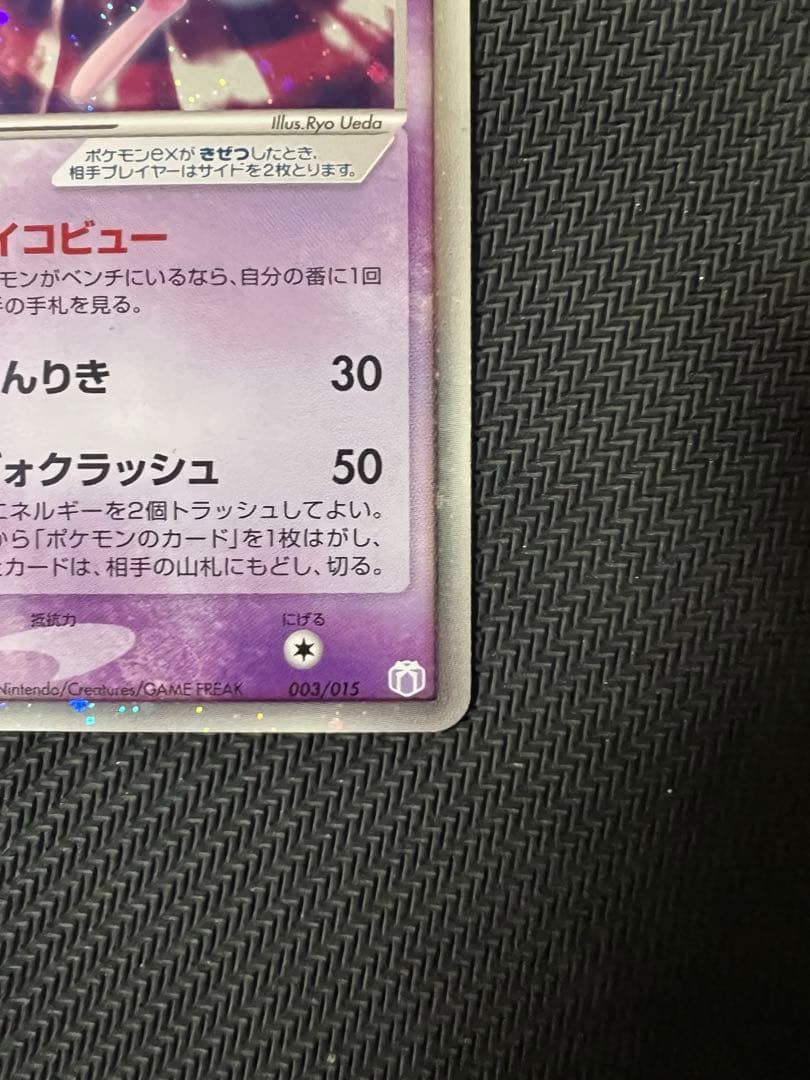 Illus.Ryo Ueda
ポケモンexが きぜつしたとき、
相手プレイヤーはサイドを2枚とります。
イコビュー
モンがベンチにいるなら、自分の番に1回
の手札を見る。
んりき 30
ォクラッシュ 50
エネルギーを2個トラッシュしてよい。
から「ポケモンのカード」を1枚はがし、
カードは、相手の山札にもどし、切る。
抵抗力 にげる
Nintendo/Creatures/GAME FREAK 003/015